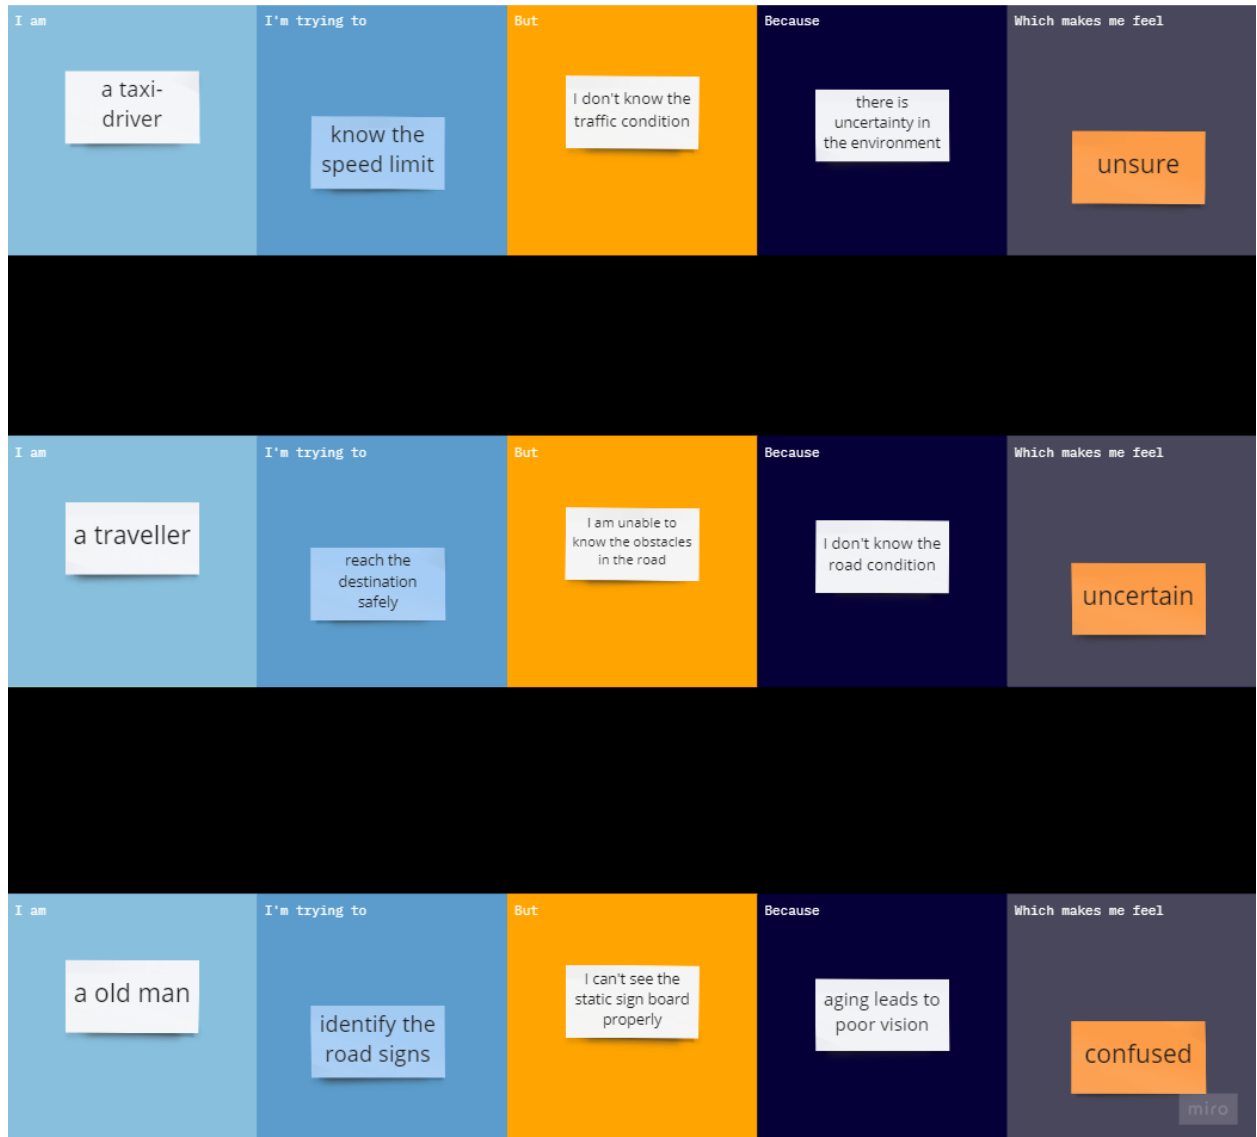 I am
I'm trying to
But
Because
Which makes me feel
a taxi-
driver
know the
speed limit
I don't know the
traffic condition
there is
uncertainty in
the environment
unsure
I am
I'm trying to
But
Because
Which makes me feel
a traveller
reach the
destination
safely
I am unable to
know the obstacles
in the road
I don't know the
road condition
uncertain
I am
I'm trying to
But
Because
Which makes me feel
a old man
identify the
road signs
I can't see the
static sign board
properly
aging leads to
poor vision
confused
miro